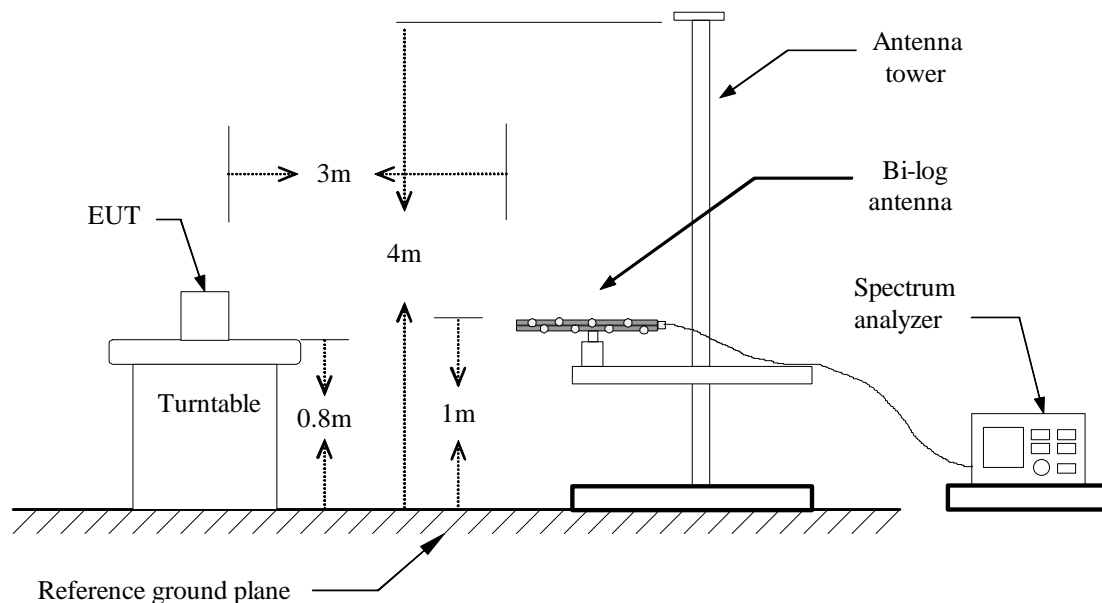 Antenna
tower
3m
Bi-log
antenna
EUT
4m
Spectrum
analyzer
Turntable
0.8m
1m
Reference ground plane